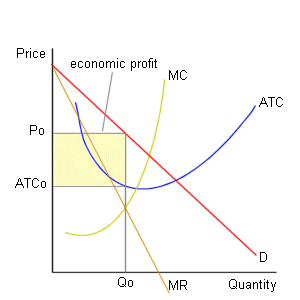 Price
economic profit
MC
ATC
Po
ATCo
D
Qo
MR
Quantity